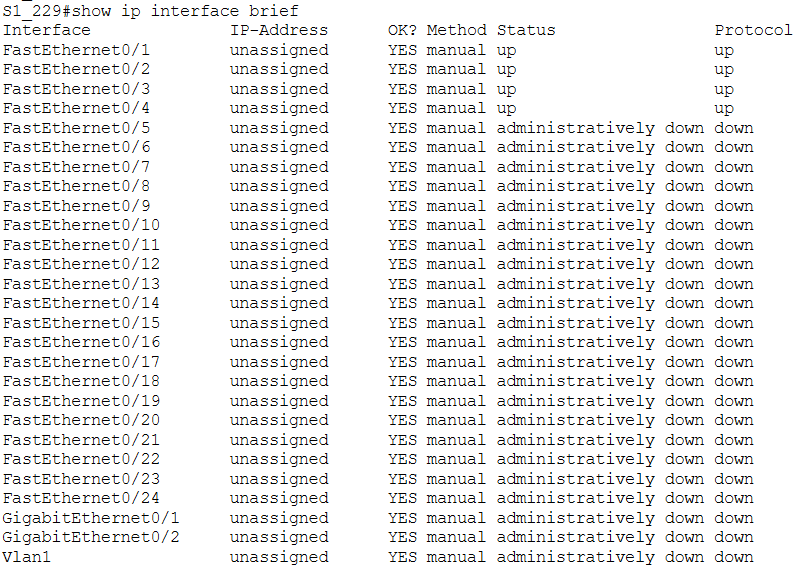 S1_229#show ip interface brief
Interface IP-Address OK? Method Status Protocol
FastEthernet0/1 unassigned YES manual up up
FastEthernet0/2 unassigned YES manual up up
FastEthernet0/3 unassigned YES manual up up
FastEthernet0/4 unassigned YES manual up up
FastEthernet0/5 unassigned YES manual administratively down down
FastEthernet0/6 unassigned YES manual administratively down down
FastEthernet0/7 unassigned YES manual administratively down down
FastEthernet0/8 unassigned YES manual administratively down down
FastEthernet0/9 unassigned YES manual administratively down down
FastEthernet0/10 unassigned YES manual administratively down down
FastEthernet0/11 unassigned YES manual administratively down down
FastEthernet0/12 unassigned YES manual administratively down down
FastEthernet0/13 unassigned YES manual administratively down down
FastEthernet0/14 unassigned YES manual administratively down down
FastEthernet0/15 unassigned YES manual administratively down down
FastEthernet0/16 unassigned YES manual administratively down down
FastEthernet0/17 unassigned YES manual administratively down down
FastEthernet0/18 unassigned YES manual administratively down down
FastEthernet0/19 unassigned YES manual administratively down down
FastEthernet0/20 unassigned YES manual administratively down down
FastEthernet0/21 unassigned YES manual administratively down down
FastEthernet0/22 unassigned YES manual administratively down down
FastEthernet0/23 unassigned YES manual administratively down down
FastEthernet0/24 unassigned YES manual administratively down down
GigabitEthernet0/1 unassigned YES manual administratively down down
GigabitEthernet0/2 unassigned YES manual administratively down down
Vlan1 unassigned YES manual administratively down down